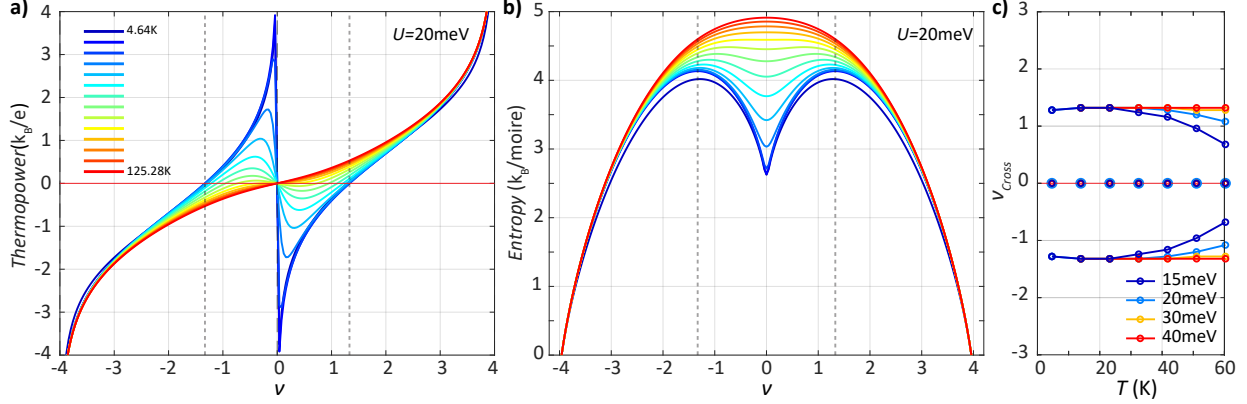 a)
Thermopower(k_B/e)
4
3
2
1
0
-1
-2
-3
-4
4.64K
125.28K
U=20meV
-4 -3 -2 -1 0 1 2 3 4
ν
b)
Entropy (k_B/moire)
5
4
3
2
1
0
U=20meV
-4 -3 -2 -1 0 1 2 3 4
ν
c)
ν_Cross
3
2
1
0
-1
-2
-3
15meV
20meV
30meV
40meV
0 20 40 60
T (K)